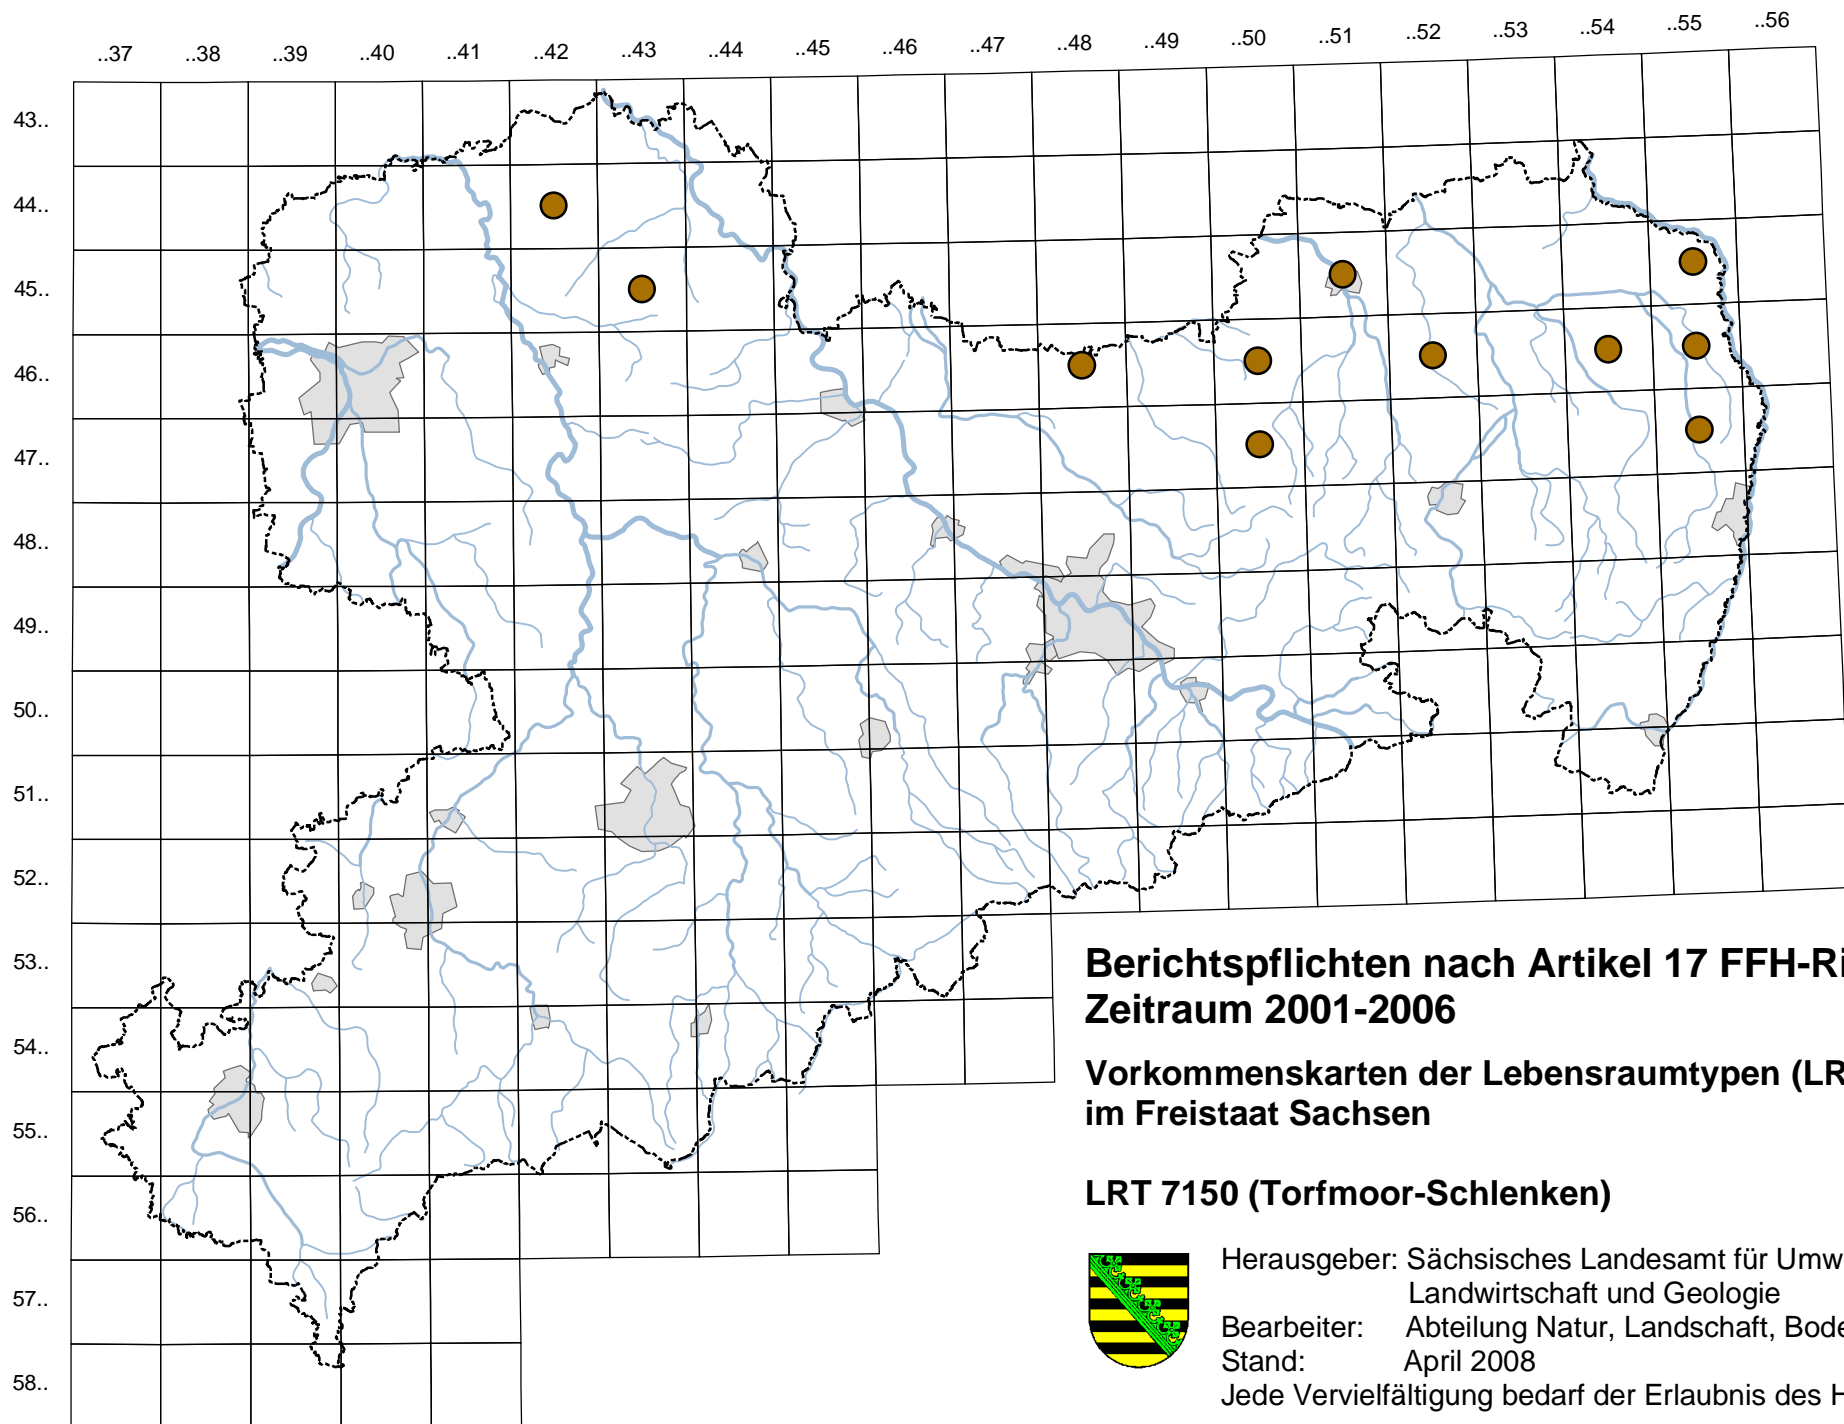 ..37 ..38 ..39 ..40 ..41 ..42 ..43 ..44 ..45 ..46 ..47 ..48 ..49 ..50 ..51 ..52 ..53 ..54 ..55 ..56
43..
44..
45..
46..
47..
48..
49..
50..
51..
52..
53..
54..
55..
56..
57..
58..
Berichtspflichten nach Artikel 17 FFH-Ri
Zeitraum 2001-2006
Vorkommenskarten der Lebensraumtypen (LR
im Freistaat Sachsen
LRT 7150 (Torfmoor-Schlenken)
Herausgeber: Sächsisches Landesamt für Umw
Landwirtschaft und Geologie
Bearbeiter: Abteilung Natur, Landschaft, Bode
Stand: April 2008
Jede Vervielfältigung bedarf der Erlaubnis des H